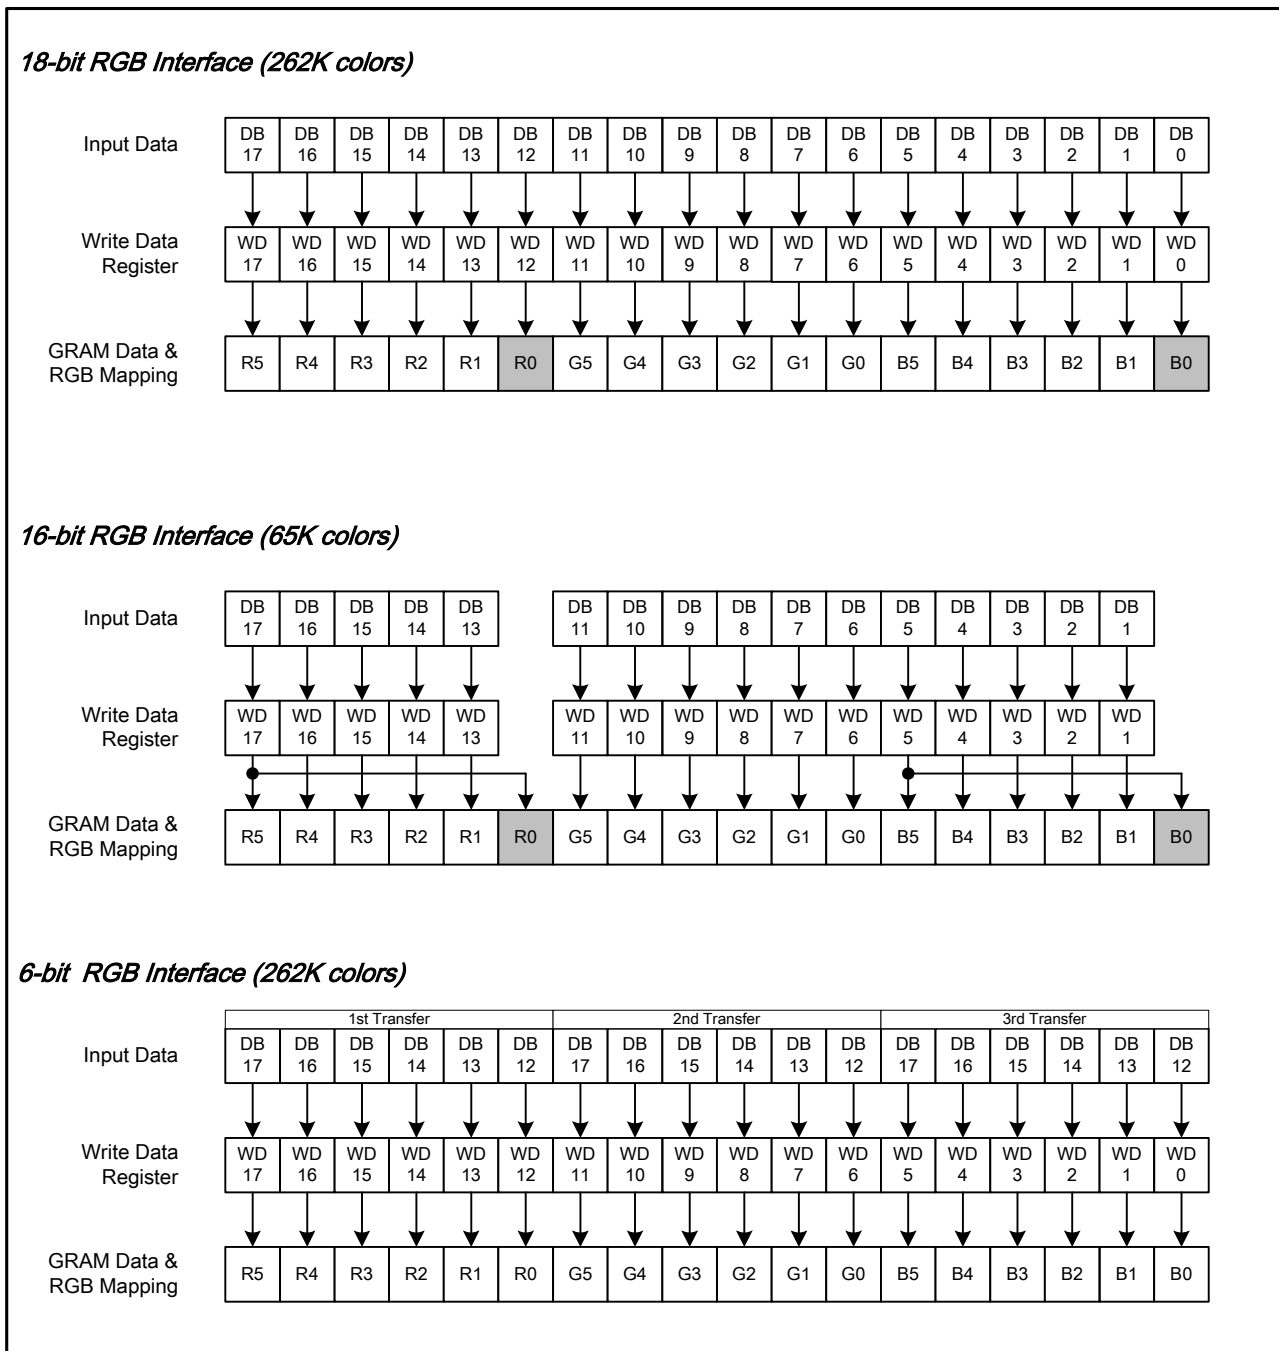 18-bit RGB Interface (262K colors)
Input Data
DB 17 DB 16 DB 15 DB 14 DB 13 DB 12 DB 11 DB 10 DB 9 DB 8 DB 7 DB 6 DB 5 DB 4 DB 3 DB 2 DB 1 DB 0
Write Data
Register
WD 17 WD 16 WD 15 WD 14 WD 13 WD 12 WD 11 WD 10 WD 9 WD 8 WD 7 WD 6 WD 5 WD 4 WD 3 WD 2 WD 1 WD 0
GRAM Data &
RGB Mapping
R5 R4 R3 R2 R1 R0 G5 G4 G3 G2 G1 G0 B5 B4 B3 B2 B1 B0
16-bit RGB Interface (65K colors)
Input Data
DB 17 DB 16 DB 15 DB 14 DB 13 DB 11 DB 10 DB 9 DB 8 DB 7 DB 6 DB 5 DB 4 DB 3 DB 2 DB 1
Write Data
Register
WD 17 WD 16 WD 15 WD 14 WD 13 WD 11 WD 10 WD 9 WD 8 WD 7 WD 6 WD 5 WD 4 WD 3 WD 2 WD 1
GRAM Data &
RGB Mapping
R5 R4 R3 R2 R1 R0 G5 G4 G3 G2 G1 G0 B5 B4 B3 B2 B1 B0
6-bit RGB Interface (262K colors)
1st Transfer 2nd Transfer 3rd Transfer
Input Data
DB 17 DB 16 DB 15 DB 14 DB 13 DB 12 DB 17 DB 16 DB 15 DB 14 DB 13 DB 12 DB 17 DB 16 DB 15 DB 14 DB 13 DB 12
Write Data
Register
WD 17 WD 16 WD 15 WD 14 WD 13 WD 12 WD 11 WD 10 WD 9 WD 8 WD 7 WD 6 WD 5 WD 4 WD 3 WD 2 WD 1 WD 0
GRAM Data &
RGB Mapping
R5 R4 R3 R2 R1 R0 G5 G4 G3 G2 G1 G0 B5 B4 B3 B2 B1 B0